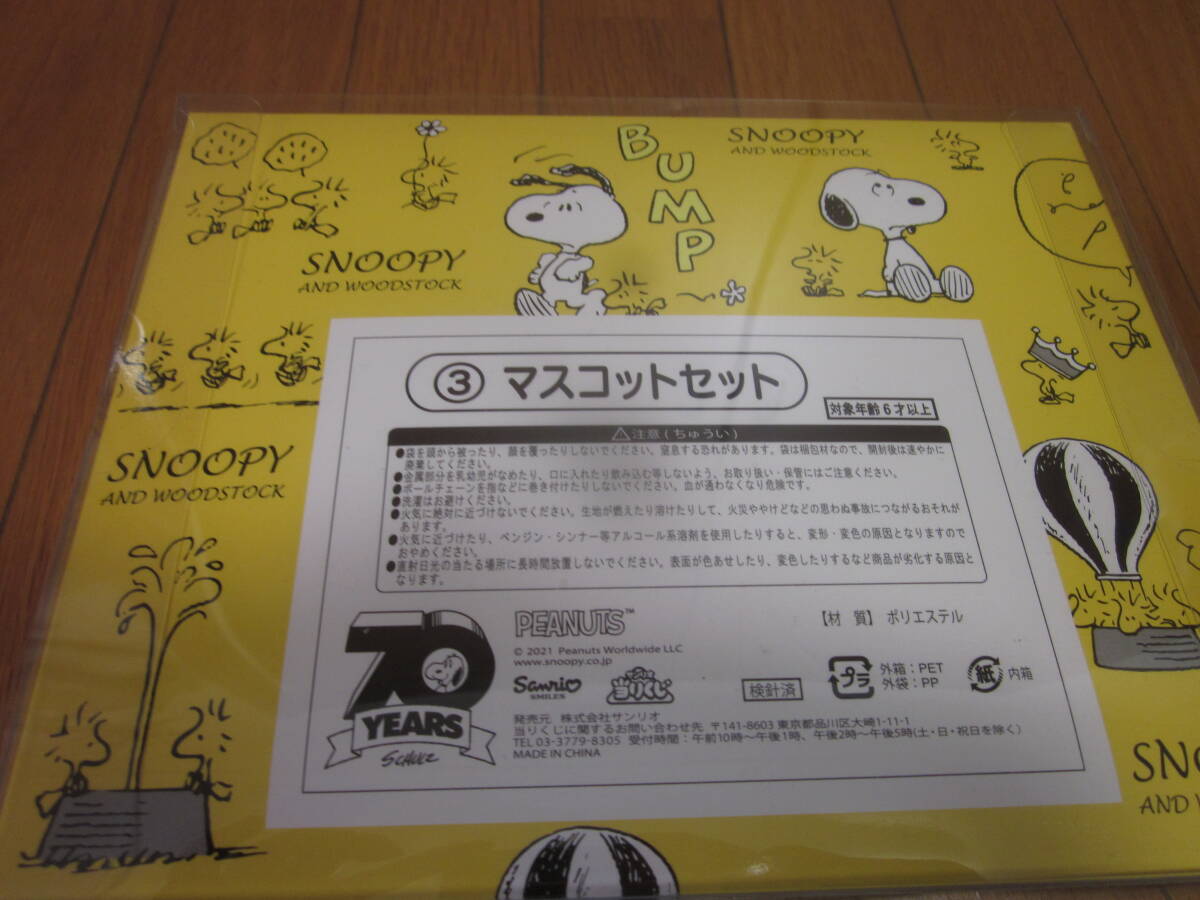 BUMP
SNOOPY
AND WOODSTOCK
SNOOPY
AND WOODSTOCK
SNOOPY
AND WOODSTOCK
③ マスコットセット
対象年齢6才以上
⚠注意(ちゅうい)
●袋を頭から被ったり、顔を覆ったりしないでください。窒息する恐れがあります。袋は梱包材なので、開封後は速やかに
廃棄してください。
●金属部分を乳幼児がなめたり、口に入れたり飲み込む等しないよう、お取り扱い・保管にはご注意ください。
●ボールチェーンを指などに巻き付けたりしないでください。血が通わなくなり危険です。
●洗濯はお避けください。
●火気に絶対に近づけないでください。生地が燃えたり溶けたりして、火災ややけどなどの思わぬ事故につながるおそれが
あります。
●火気に近づけたり、ベンジン・シンナー等アルコール系溶剤を使用したりすると、変形・変色の原因となりますので
おやめください。
●直射日光の当たる場所に長時間放置しないでください。表面が色あせしたり、変色したりするなど商品が劣化する原因と
なります。
70
YEARS
SCHULZ
PEANUTS™
© 2021 Peanuts Worldwide LLC
www.snoopy.co.jp
【材 質】 ポリエステル
Sanrio
SMILES
当りくじ
検針済
プラ
外箱:PET
外袋:PP
紙
内箱
発売元 株式会社サンリオ
当りくじに関するお問い合わせ先 〒141-8603 東京都品川区大崎1-11-1
TEL 03-3779-8305 受付時間:午前10時〜午後1時、午後2時〜午後5時(土・日・祝日を除く)
MADE IN CHINA